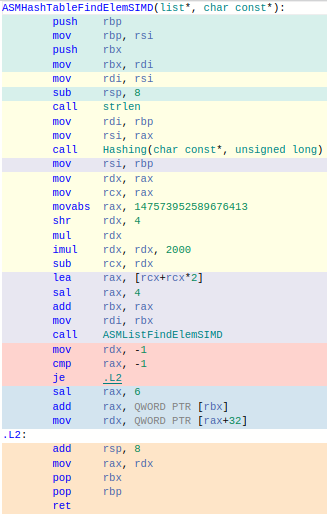 ASMHashTableFindElemSIMD(list*, char const*):
push rbp
mov rbp, rsi
push rbx
mov rbx, rdi
mov rdi, rsi
sub rsp, 8
call strlen
mov rdi, rbp
mov rsi, rax
call Hashing(char const*, unsigned long)
mov rsi, rbp
mov rdx, rax
mov rcx, rax
movabs rax, 147573952589676413
shr rdx, 4
mul rdx
imul rdx, rdx, 2000
sub rcx, rdx
lea rax, [rcx+rcx*2]
sal rax, 4
add rbx, rax
mov rdi, rbx
call ASMListFindElemSIMD
mov rdx, -1
cmp rax, -1
je .L2
sal rax, 6
add rax, QWORD PTR [rbx]
mov rdx, QWORD PTR [rax+32]
.L2:
add rsp, 8
mov rax, rdx
pop rbx
pop rbp
ret